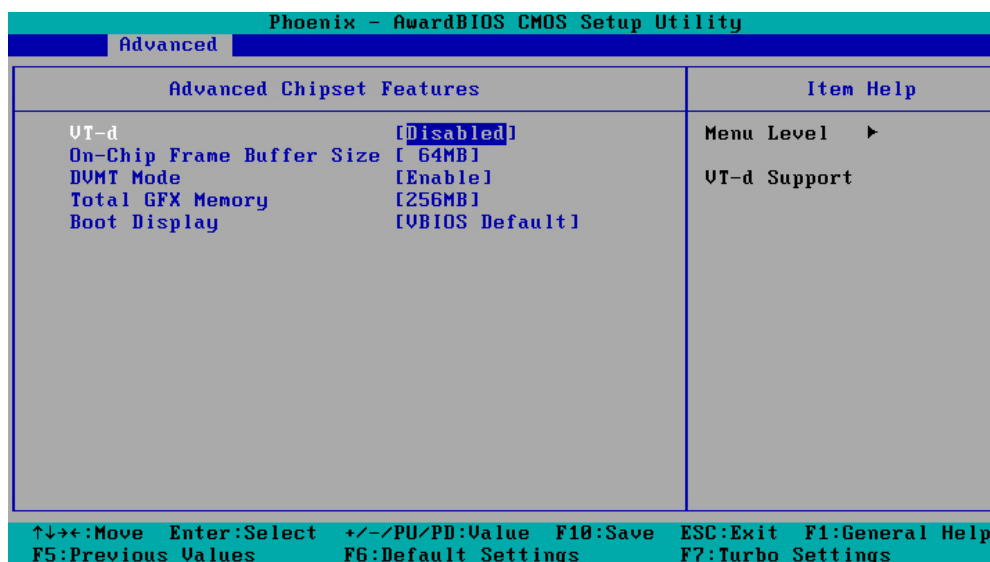 Phoenix - AwardBIOS CMOS Setup Utility
Advanced
Advanced Chipset Features
Item Help
VT-d [Disabled]
On-Chip Frame Buffer Size [ 64MB]
DVMT Mode [Enable]
Total GFX Memory [256MB]
Boot Display [VBIOS Default]
Menu Level ►
VT-d Support
↑↓→←:Move Enter:Select +/-/PU/PD:Value F10:Save ESC:Exit F1:General Help
F5:Previous Values F6:Default Settings F7:Turbo Settings